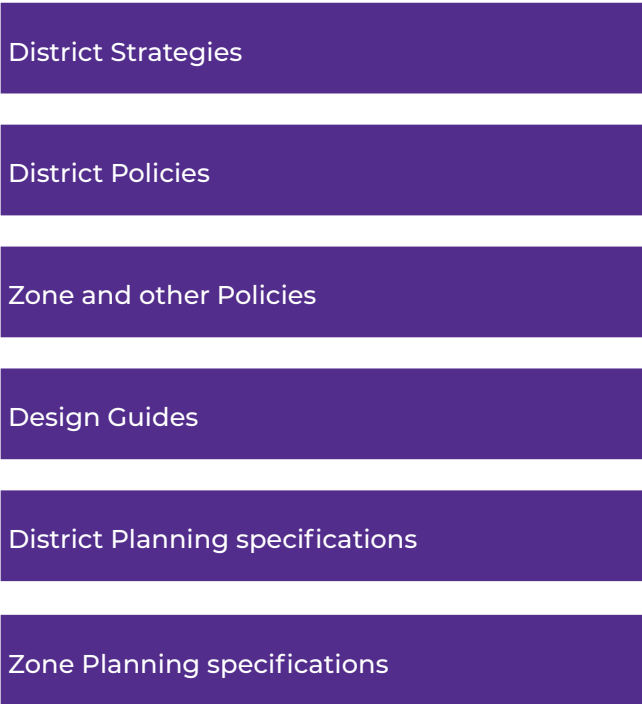 District Strategies
District Policies
Zone and other Policies
Design Guides
District Planning specifications
Zone Planning specifications